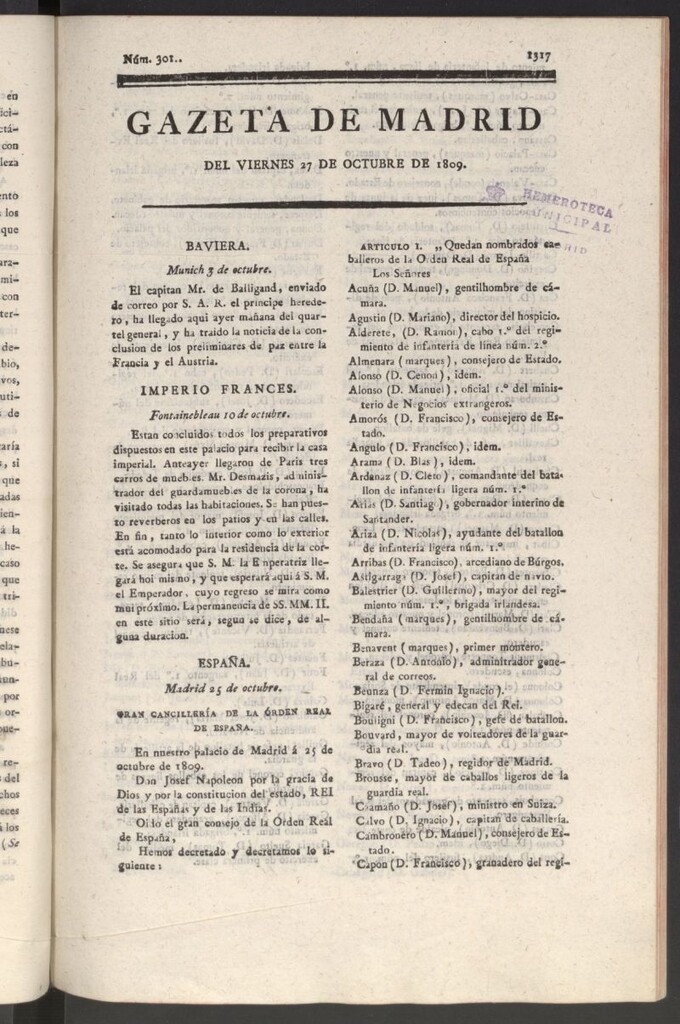 Núm. 301..
1317
GAZETA DE MADRID
DEL VIERNES 27 DE OCTUBRE DE 1809.
HEMEROTECA
MUNICIPAL
BAVIERA.
Munich 3 de octubre.
El capitan Mr. de Balligand, enviado
de correo por S. A. R. el principe herede-
ro, ha llegado aqui ayer mañana del quar-
tel general, y ha traido la noticia de la con-
clusion de los preliminares de paz entre la
Francia y el Austria.
IMPERIO FRANCES.
Fontainebleau 10 de octubre.
Estan concluidos todos los preparativos
dispuestos en este palacio para recibir la casa
imperial. Anteayer llegaron de Paris tres
carros de muebles. Mr. Desmazis, administrador
del guardamuebles de la corona, ha
visitado todas las habitaciones. Se han pues-
to reverberos en los patios y en las calles.
En fin, tanto lo interior como lo exterior
está acomodado para la residencia de la cor-
te. Se asegura que S. M. la Emperatriz lle-
gará hoi mismo, y que esperará aqui á S. M.
el Emperador, cuyo regreso se mira como
mui próximo. La permanencia de SS. MM. II.
en este sitio será, segun se dice, de al-
guna duracion.
ESPAÑA.
Madrid 25 de octubre.
GRAN CANCILLERÍA DE LA ÓRDEN REAL
DE ESPAÑA.
En nuestro palacio de Madrid á 25 de
octubre de 1809.
Don Josef Napoleon por la gracia de
Dios y por la constitucion del estado, REI
de las Españas y de las Indias.
Oido el gran consejo de la Órden Real
de España,
Hemos decretado y decretamos lo si-
guiente:
ARTICULO 1. „Quedan nombrados ca-
balleros de la Orden Real de España
Los Señores
Acuña (D. Manuel), gentilhombre de cá-
mara.
Agustin (D. Mariano), director del hospicio.
Alderete, (D. Ramon), cabo 1.º del regi-
miento de infantería de línea núm. 2.º
Almenara (marques), consejero de Estado.
Alonso (D. Cenon), idem.
Alonso (D. Manuel), oficial 1.º del minis-
terio de Negocios extrangeros.
Amorós (D. Francisco), consejero de Es-
tado.
Angulo (D. Francisco), idem.
Arama (D. Blas), idem.
Ardanaz (D. Cleto), comandante del bata-
llon de infantería ligera núm. 1.º
Arias (D. Santiag), gobernador interino de
Santander.
Ariza (D. Nicolas), ayudante del batallon
de infantería ligera núm. 1.º
Arribas (D. Francisco), arcediano de Búrgos.
Astigarraga (D. Josef), capitan de navio.
Balestrier (D. Guillermo), mayor del regi-
miento núm. 1.º, brigada irlandesa.
Bendaña (marques), gentilhombre de cá-
mara.
Benavent (marques), primer montero.
Beraza (D. Antonio), adminitrador gene-
ral de correos.
Beunza (D. Fermin Ignacio).
Bigaré, general y edecan del Rei.
Bouligni (D. Francisco), gefe de batallon.
Bouvard, mayor de volteadores de la guar-
dia real.
Bravo (D. Tadeo), regidor de Madrid.
Brousse, mayor de caballos ligeros de la
guardia real.
Caamaño (D. Josef), ministro en Suiza.
Calvo (D. Ignacio), capitan de caballería.
Cambronero (D. Manuel), consejero de Es-
tado.
Capon (D. Francisco), granadero del regi-